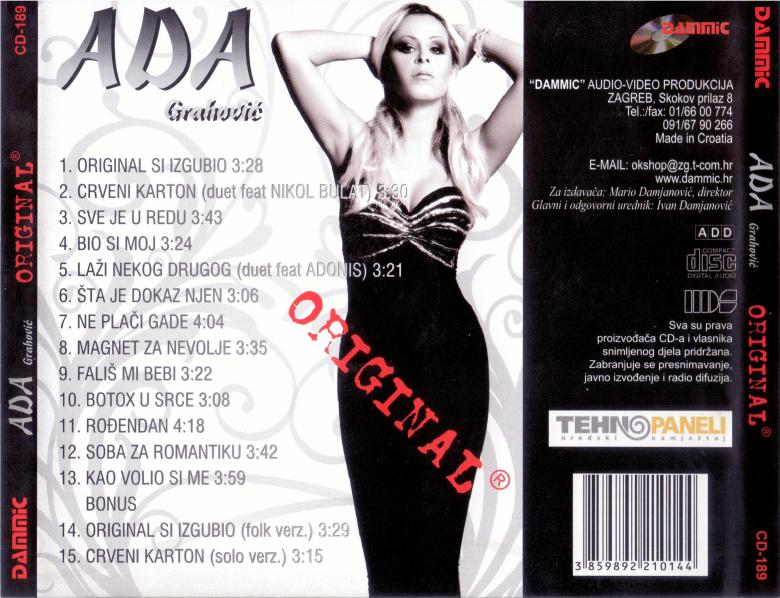 CD-189
ORIGINAL®
ADA Grahović
DAMMIC
ADA
Grahović
1. ORIGINAL SI IZGUBIO 3:28
2. CRVENI KARTON (duet feat NIKOL BULAT) 3:30
3. SVE JE U REDU 3:43
4. BIO SI MOJ 3:24
5. LAŽI NEKOG DRUGOG (duet feat ADONIS) 3:21
6. ŠTA JE DOKAZ NJEN 3:06
7. NE PLAČI GADE 4:04
8. MAGNET ZA NEVOLJE 3:35
9. FALIŠ MI BEBI 3:22
10. BOTOX U SRCE 3:08
11. ROĐENDAN 4:18
12. SOBA ZA ROMANTIKU 3:42
13. KAO VOLIO SI ME 3:59
BONUS
14. ORIGINAL SI IZGUBIO (folk verz.) 3:29
15. CRVENI KARTON (solo verz.) 3:15
ORIGINAL®
DAMMIC
“DAMMIC” AUDIO-VIDEO PRODUKCIJA
ZAGREB, Skokov prilaz 8
Tel.:/fax: 01/66 00 774
091/67 90 266
Made in Croatia
E-MAIL: okshop@zg.t-com.hr
www.dammic.hr
Za izdavača: Mario Damjanović, direktor
Glavni i odgovorni urednik: Ivan Damjanović
ADD
COMPACT
disc
DIGITAL AUDIO
Sva su prava
proizvođača CD-a i vlasnika
snimljenog djela pridržana.
Zabranjuje se presnimavanje,
javno izvođenje i radio difuzija.
TEHNOPANELI
uredski namještaj
3 859892 210144
DAMMIC
ADA Grahović
ORIGINAL®
CD-189